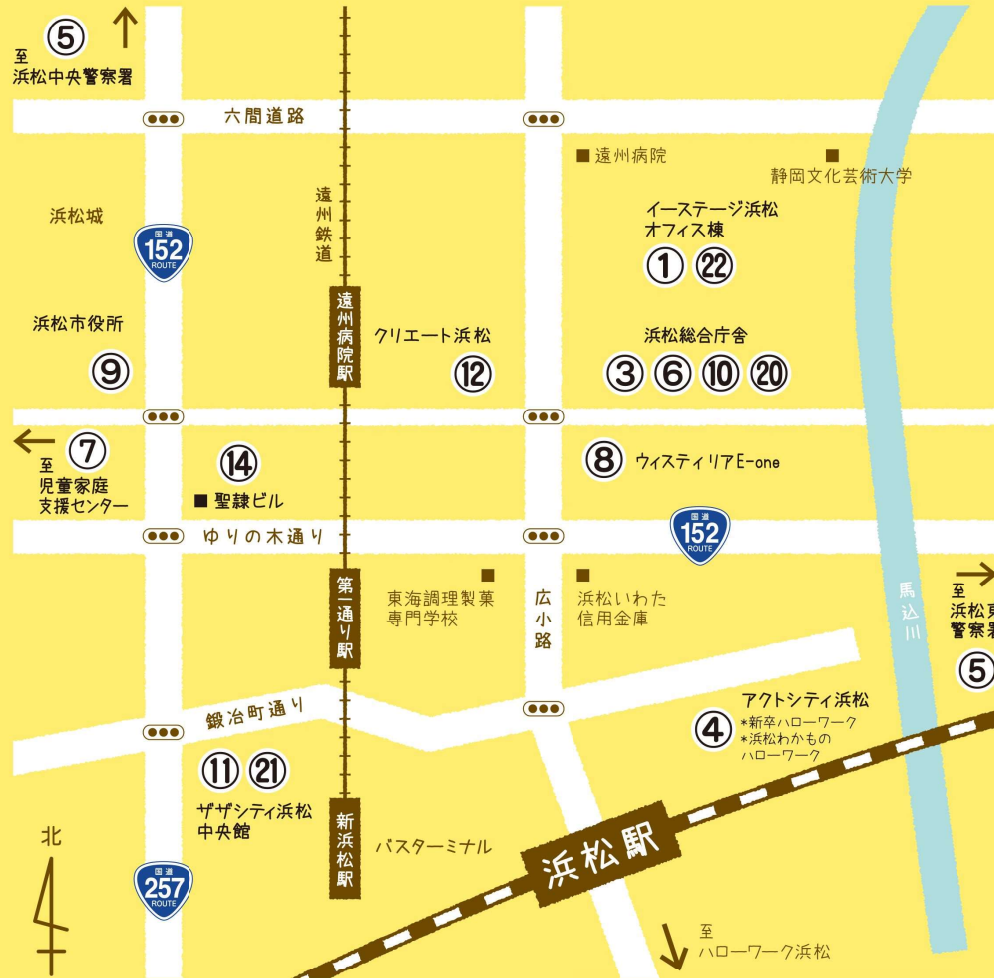 ⑤
至
浜松中央警察署
六間道路
遠州病院
静岡文化芸術大学
浜松城
国道
152
ROUTE
遠州鉄道
イーステージ浜松
オフィス棟
① ㉒
浜松市役所
⑨
遠州病院駅
クリエート浜松
⑫
浜松総合庁舎
③ ⑥ ⑩ ⑳
⑦
至
児童家庭
支援センター
⑭
聖隷ビル
⑧ ウィスティリアE-one
ゆりの木通り
国道
152
ROUTE
第一通り駅
東海調理製菓
専門学校
広小路
浜松いわた
信用金庫
馬込川
至
浜松東
警察署
⑤
鍛冶町通り
④
アクトシティ浜松
*新卒ハローワーク
*浜松わかもの
ハローワーク
⑪ ㉑
ザザシティ浜松
中央館
新浜松駅
バスターミナル
浜松駅
北
国道
257
ROUTE
至
ハローワーク浜松